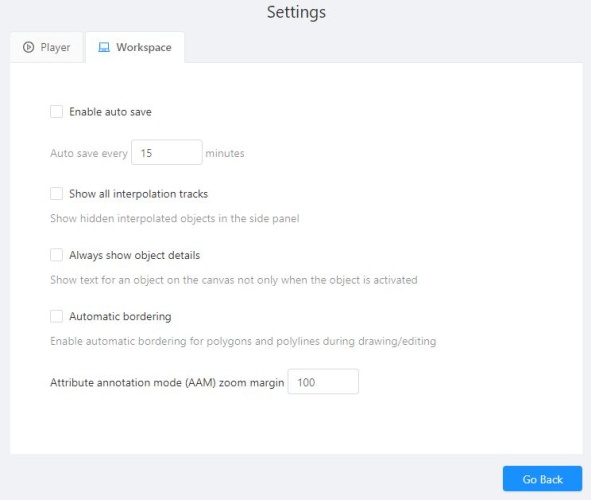 Settings
Player Workspace
Enable auto save
Auto save every 15 minutes
Show all interpolation tracks
Show hidden interpolated objects in the side panel
Always show object details
Show text for an object on the canvas not only when the object is activated
Automatic bordering
Enable automatic bordering for polygons and polylines during drawing/editing
Attribute annotation mode (AAM) zoom margin 100
Go Back